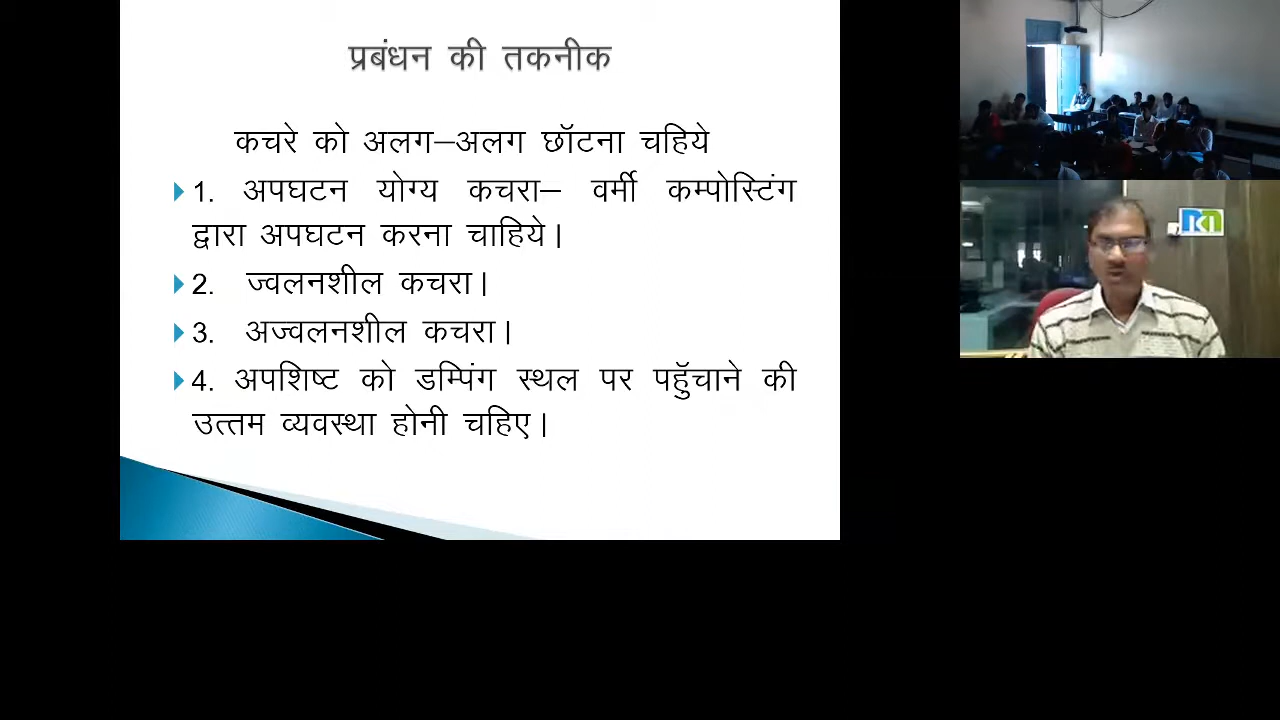 प्रबंधन की तकनीक
कचरे को अलग–अलग छॉटना चहिये
1. अपघटन योग्य कचरा– वर्मी कम्पोस्टिंग
द्वारा अपघटन करना चाहिये।
2. ज्वलनशील कचरा।
3. अज्वलनशील कचरा।
4. अपशिष्ट को डम्पिंग स्थल पर पहुॅचाने की
उत्तम व्यवस्था होनी चहिए।